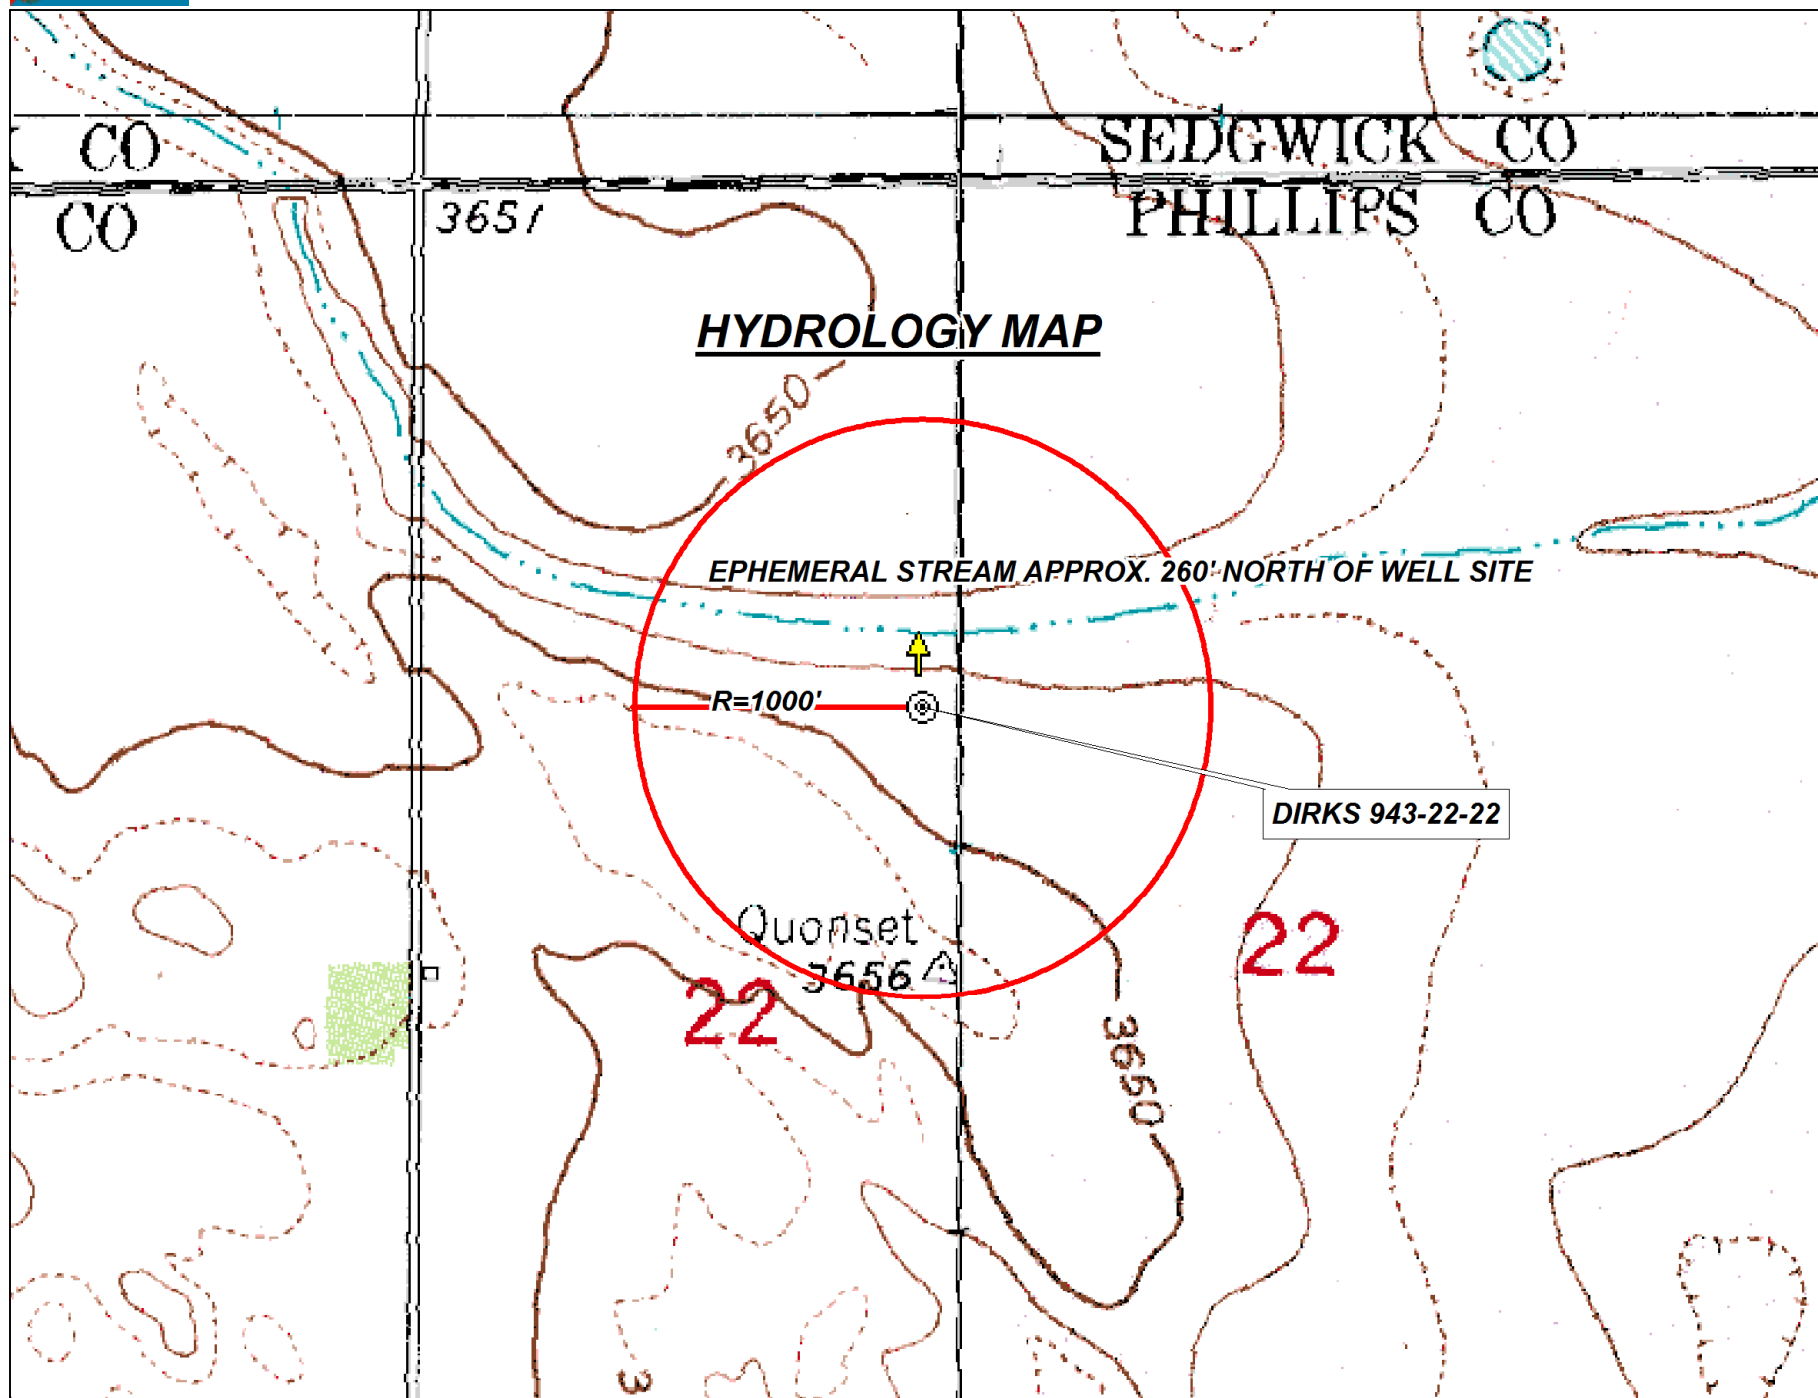 CO
SEDGWICK CO
CO
3651
PHILLIPS CO
HYDROLOGY MAP
3650
EPHEMERAL STREAM APPROX. 260' NORTH OF WELL SITE
R=1000'
DIRKS 943-22-22
Quonset
3656
22
22
3650
3